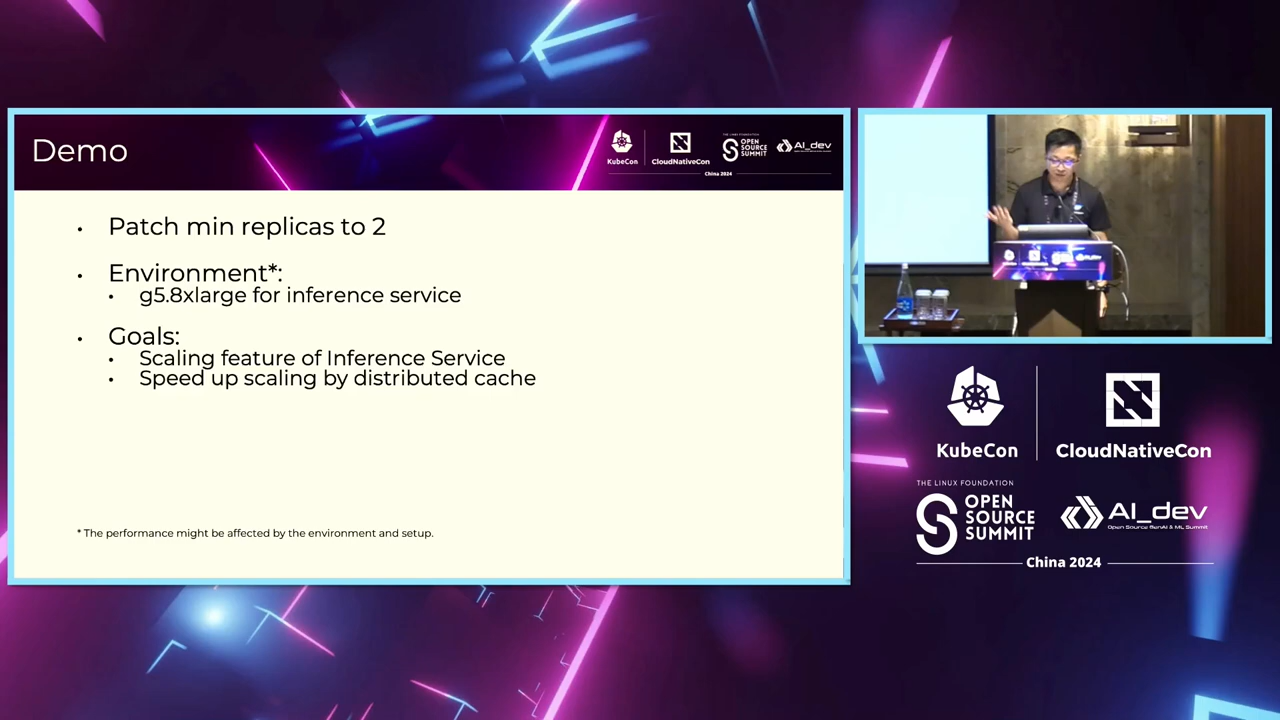 Demo
KubeCon
CloudNativeCon
THE LINUX FOUNDATION
OPEN
SOURCE
SUMMIT
AI_dev
China 2024
• Patch min replicas to 2
• Environment*:
• g5.8xlarge for inference service
• Goals:
• Scaling feature of Inference Service
• Speed up scaling by distributed cache
* The performance might be affected by the environment and setup.
KubeCon
CloudNativeCon
THE LINUX FOUNDATION
OPEN
SOURCE
SUMMIT
AI_dev
Open Source GenAI & ML Summit
China 2024